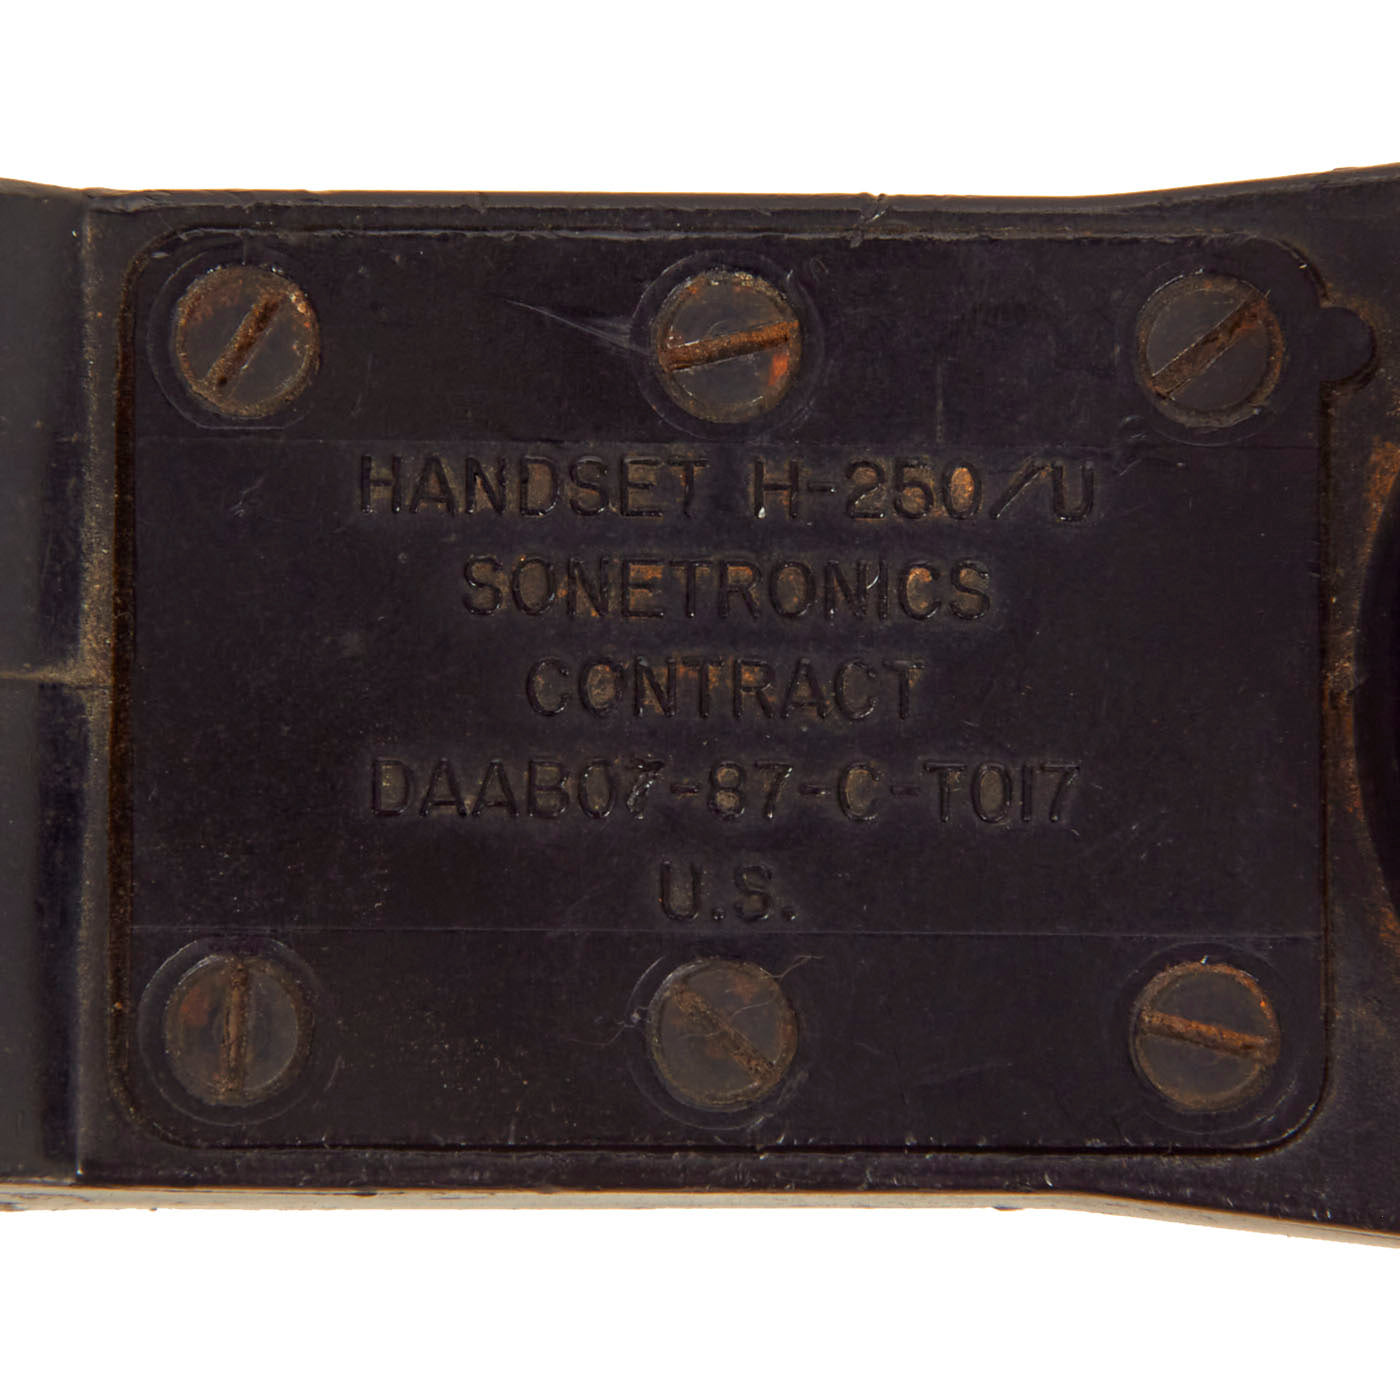 HANDSET H-250/U
SONETRONICS
CONTRACT
DAAB07-87-C-T017
U.S.